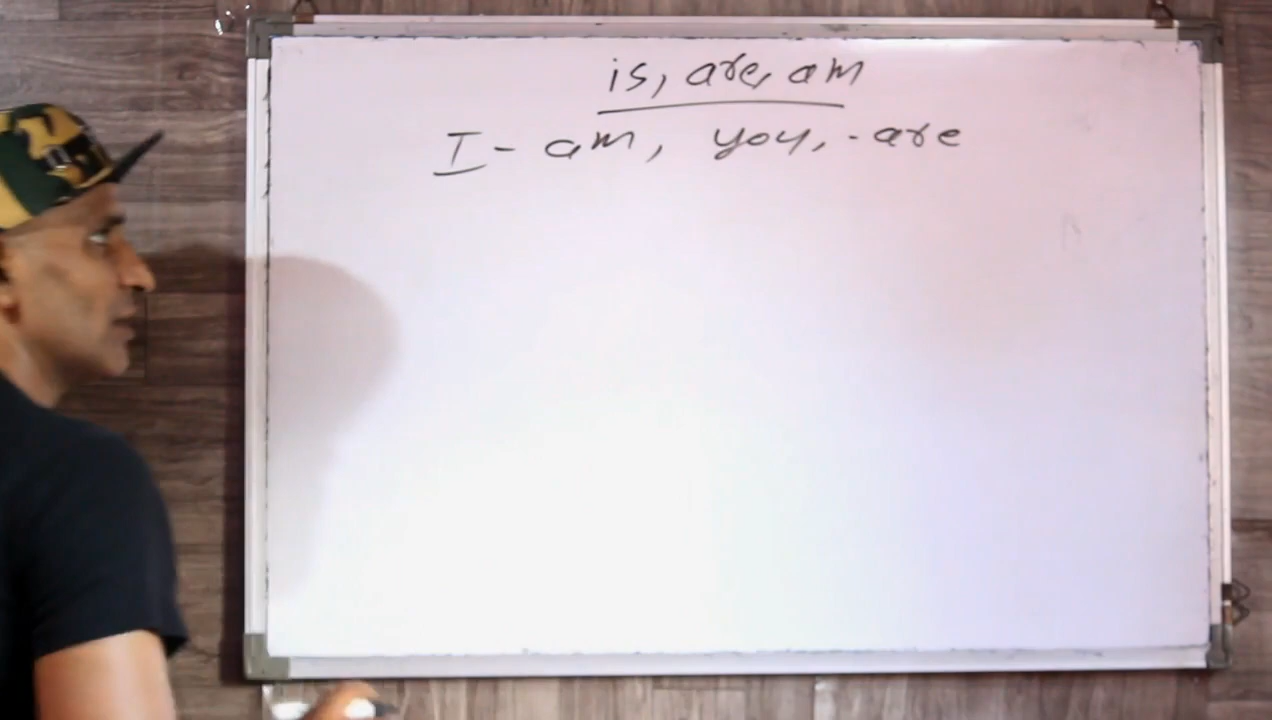 is, are, am
I - am, you, - are